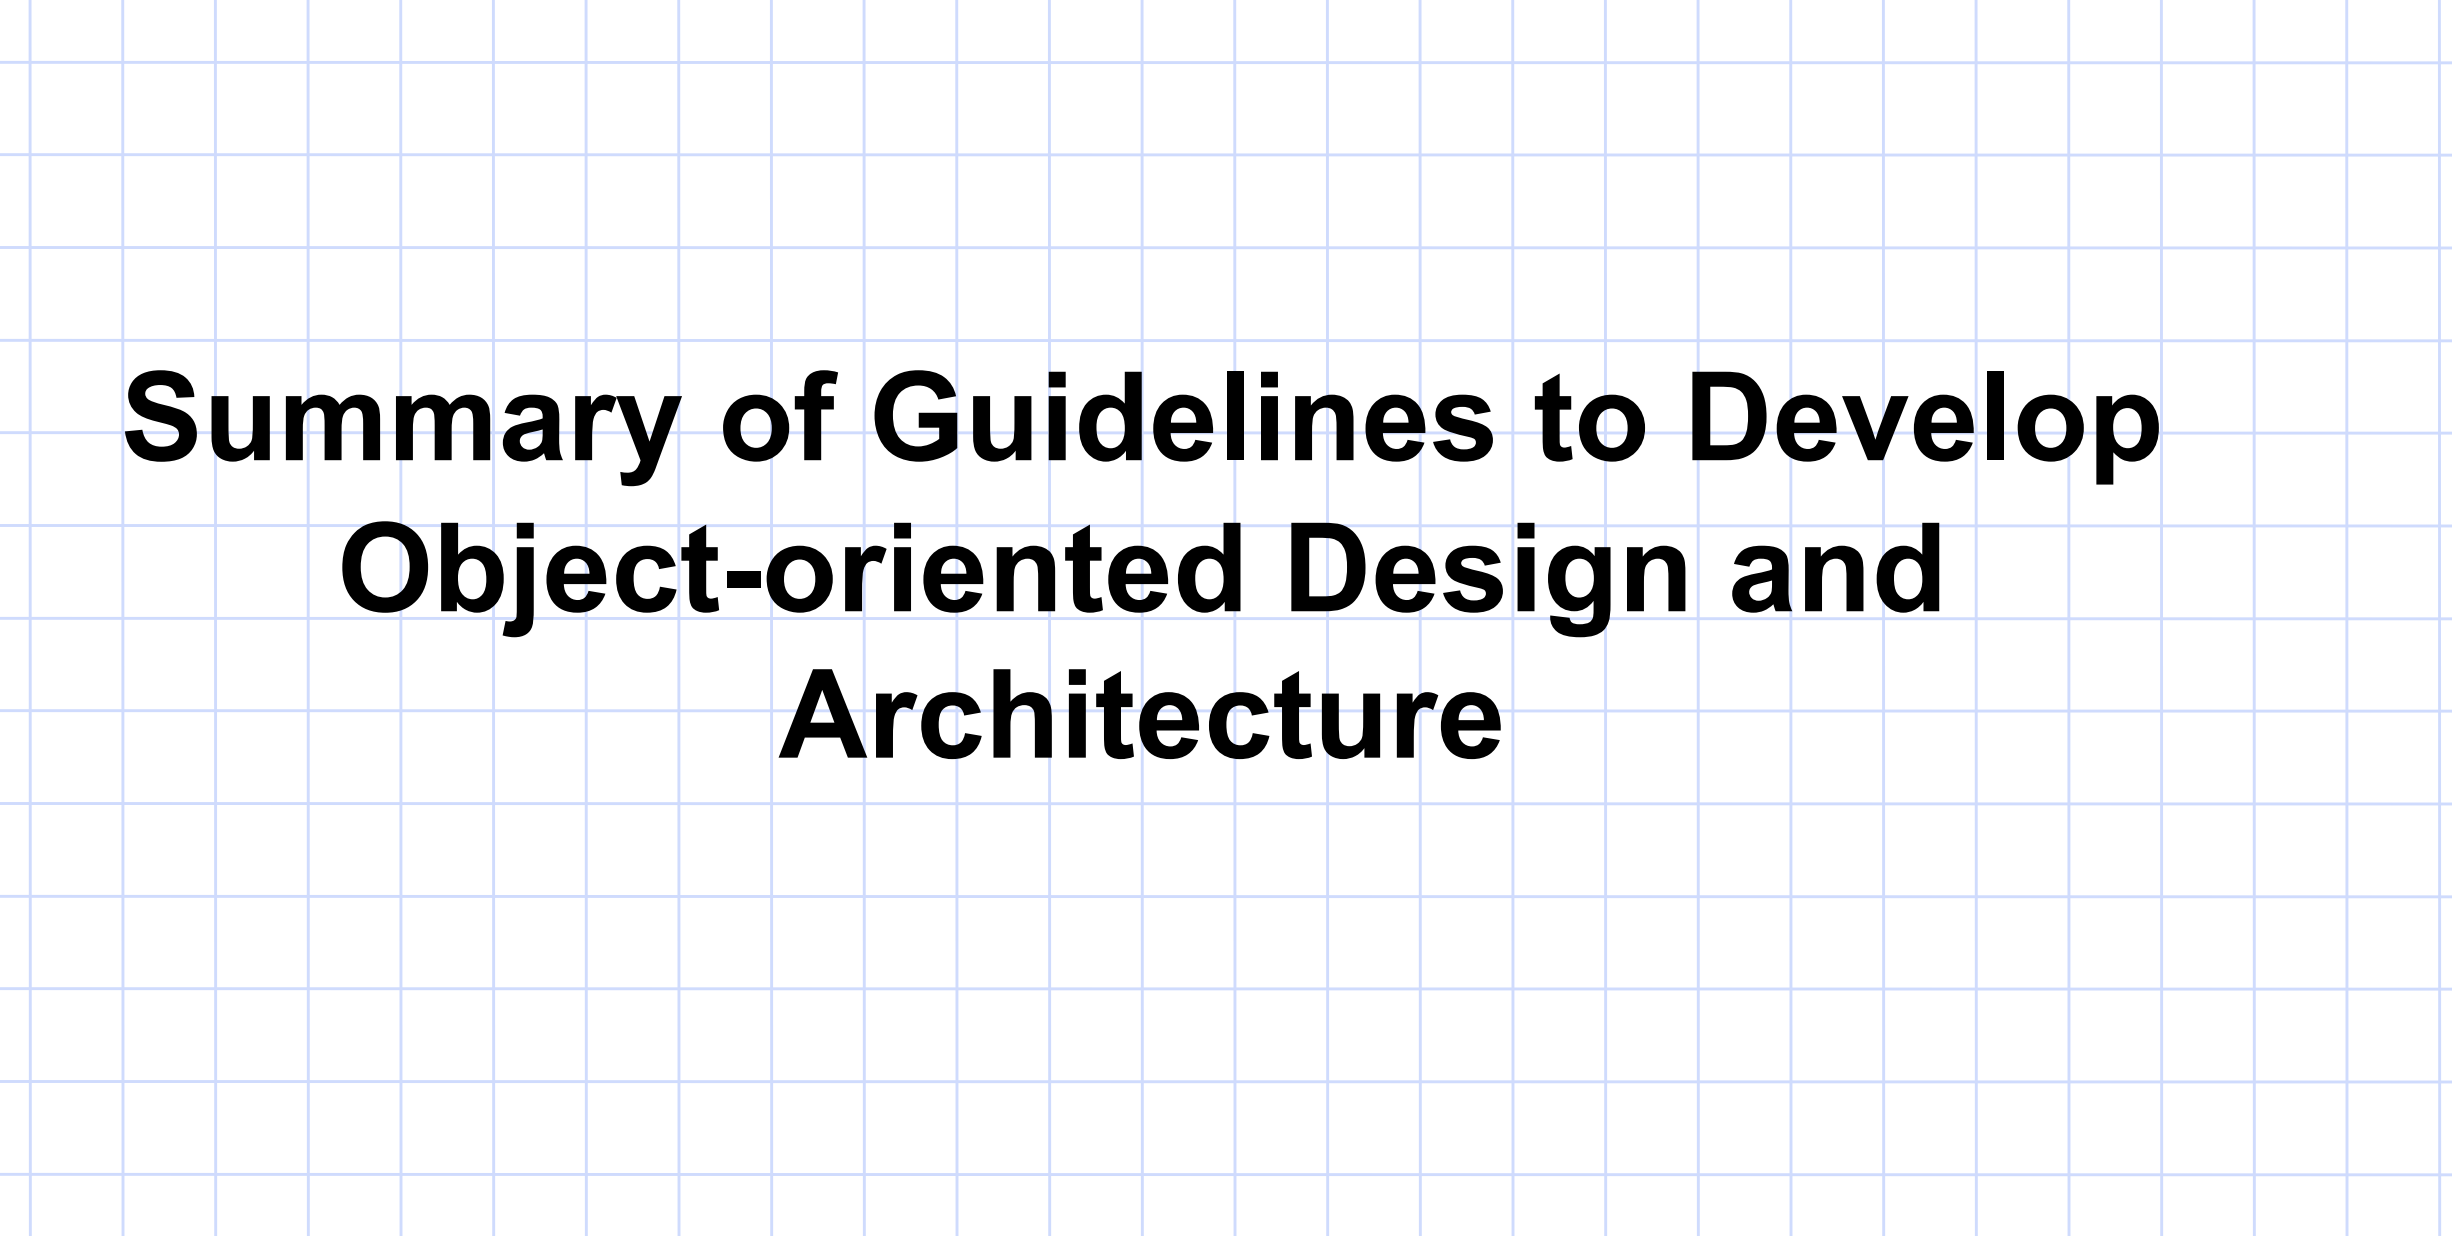 Summary of Guidelines to Develop
Object-oriented Design and
Architecture